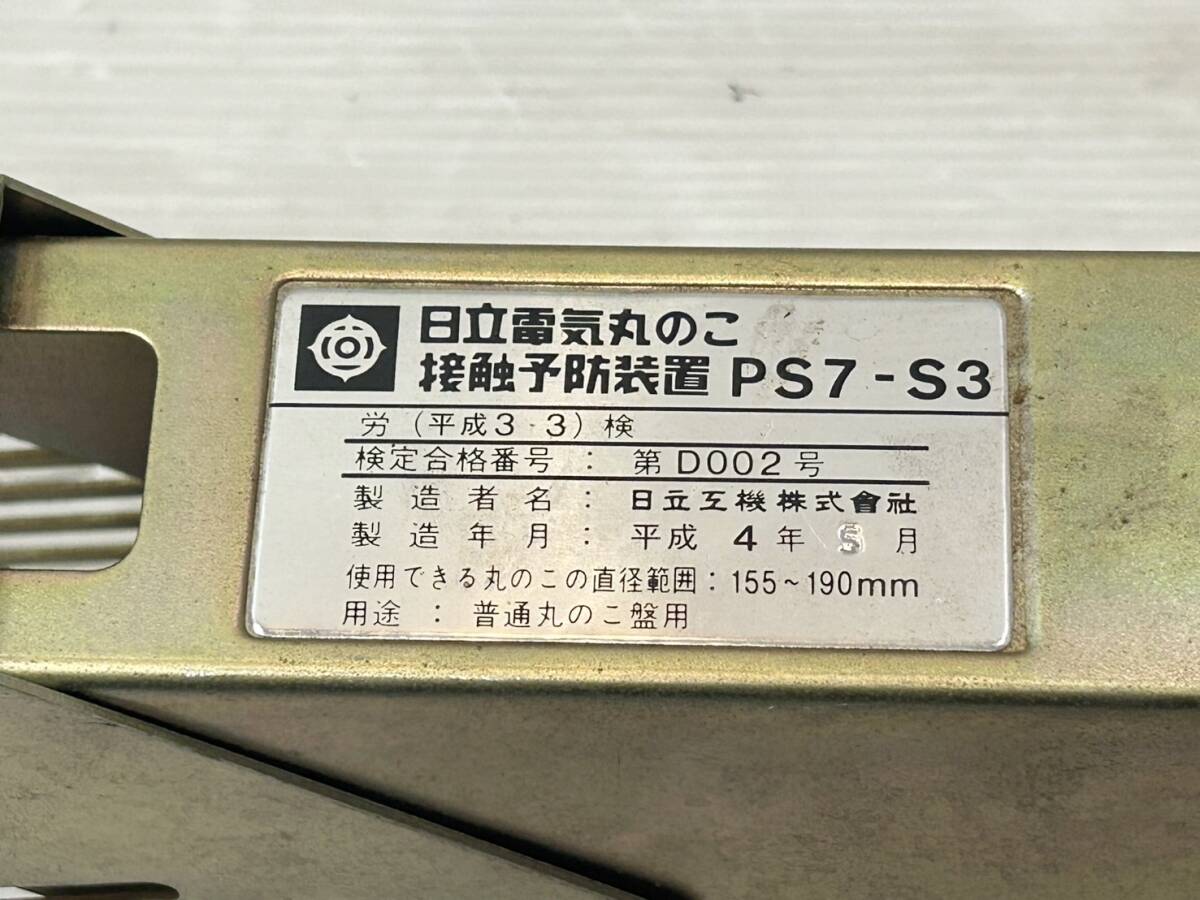 日立電気丸のこ
接触予防装置 PS7-S3
労(平成3.3)検
検定合格番号:第D002号
製造者名:日立工機株式會社
製造年月:平成4年5月
使用できる丸のこの直径範囲:155~190mm
用途:普通丸のこ盤用